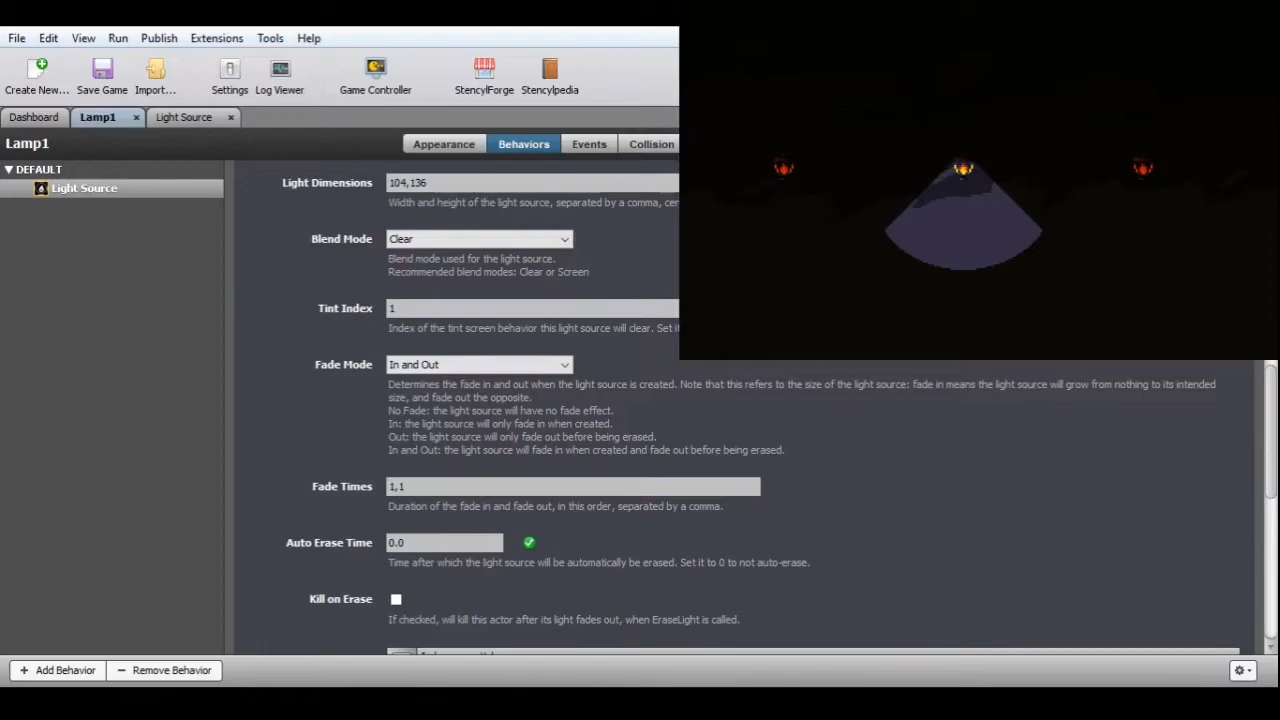 File Edit View Run Publish Extensions Tools Help
Create New... Save Game Import... Settings Log Viewer Game Controller StencylForge Stencylpedia
Dashboard Lamp1 Light Source
Lamp1 Appearance Behaviors Events Collision
DEFAULT
Light Source
Light Dimensions 104,136
Width and height of the light source, separated by a comma,
Blend Mode Clear
Blend mode used for the light source.
Recommended blend modes: Clear or Screen
Tint Index 1
Index of the tint screen behavior this light source will clear. Set
Fade Mode In and Out
Determines the fade in and out when the light source is created. Note that this refers to the size of the light source: fade in means the light source will grow from nothing to its intended
size, and fade out the opposite.
No Fade: the light source will have no fade effect.
In: the light source will only fade in when created.
Out: the light source will only fade out before being erased.
In and Out: the light source will fade in when created and fade out before being erased.
Fade Times 1,1
Duration of the fade in and fade out, in this order, separated by a comma.
Auto Erase Time 0.0
Time after which the light source will be automatically be erased. Set it to 0 to not auto-erase.
Kill on Erase
If checked, will kill this actor after its light fades out, when EraseLight is called.
+ Add Behavior − Remove Behavior